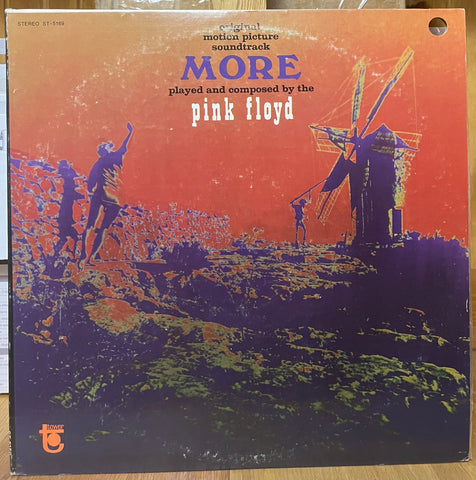 STEREO ST-5169
original
motion picture
soundtrack
MORE
played and composed by the
pink floyd
TOWER